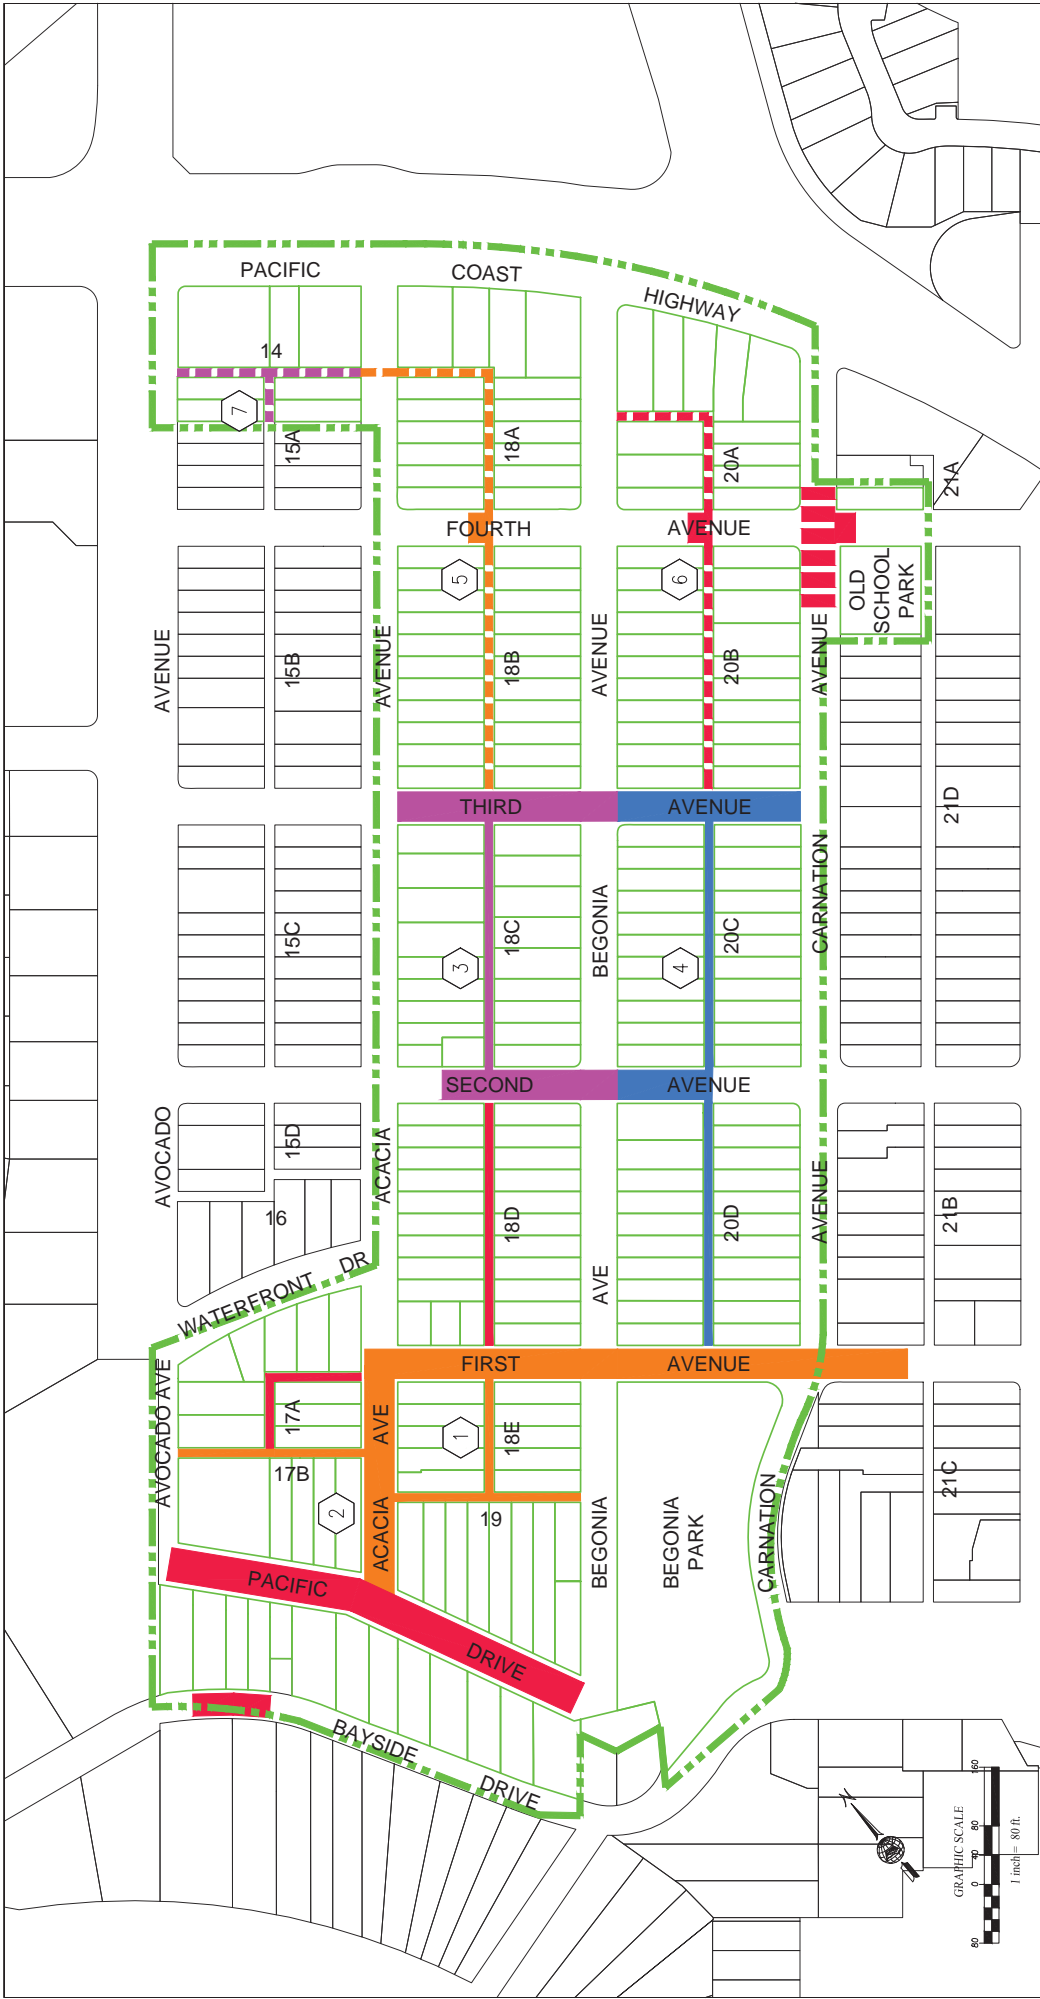 PACIFIC
COAST
HIGHWAY
14
7
15A
18A
20A
21A
FOURTH
AVENUE
5
6
OLD
SCHOOL
PARK
AVENUE
15B
AVENUE
18B
AVENUE
20B
AVENUE
21D
THIRD
AVENUE
15C
3
18C
BEGONIA
4
20C
CARNATION
SECOND
AVENUE
AVOCADO
15D
ACACIA
16
18D
20D
AVENUE
21B
WATERFRONT DR
AVE
FIRST
AVENUE
AVOCADO AVE
17A
AVE
1
18E
17B
2
ACACIA
19
BEGONIA
BEGONIA
PARK
CARNATION
21C
PACIFIC
DRIVE
BAYSIDE
DRIVE
N
GRAPHIC SCALE
80
0
40
80
160
1 inch = 80 ft.